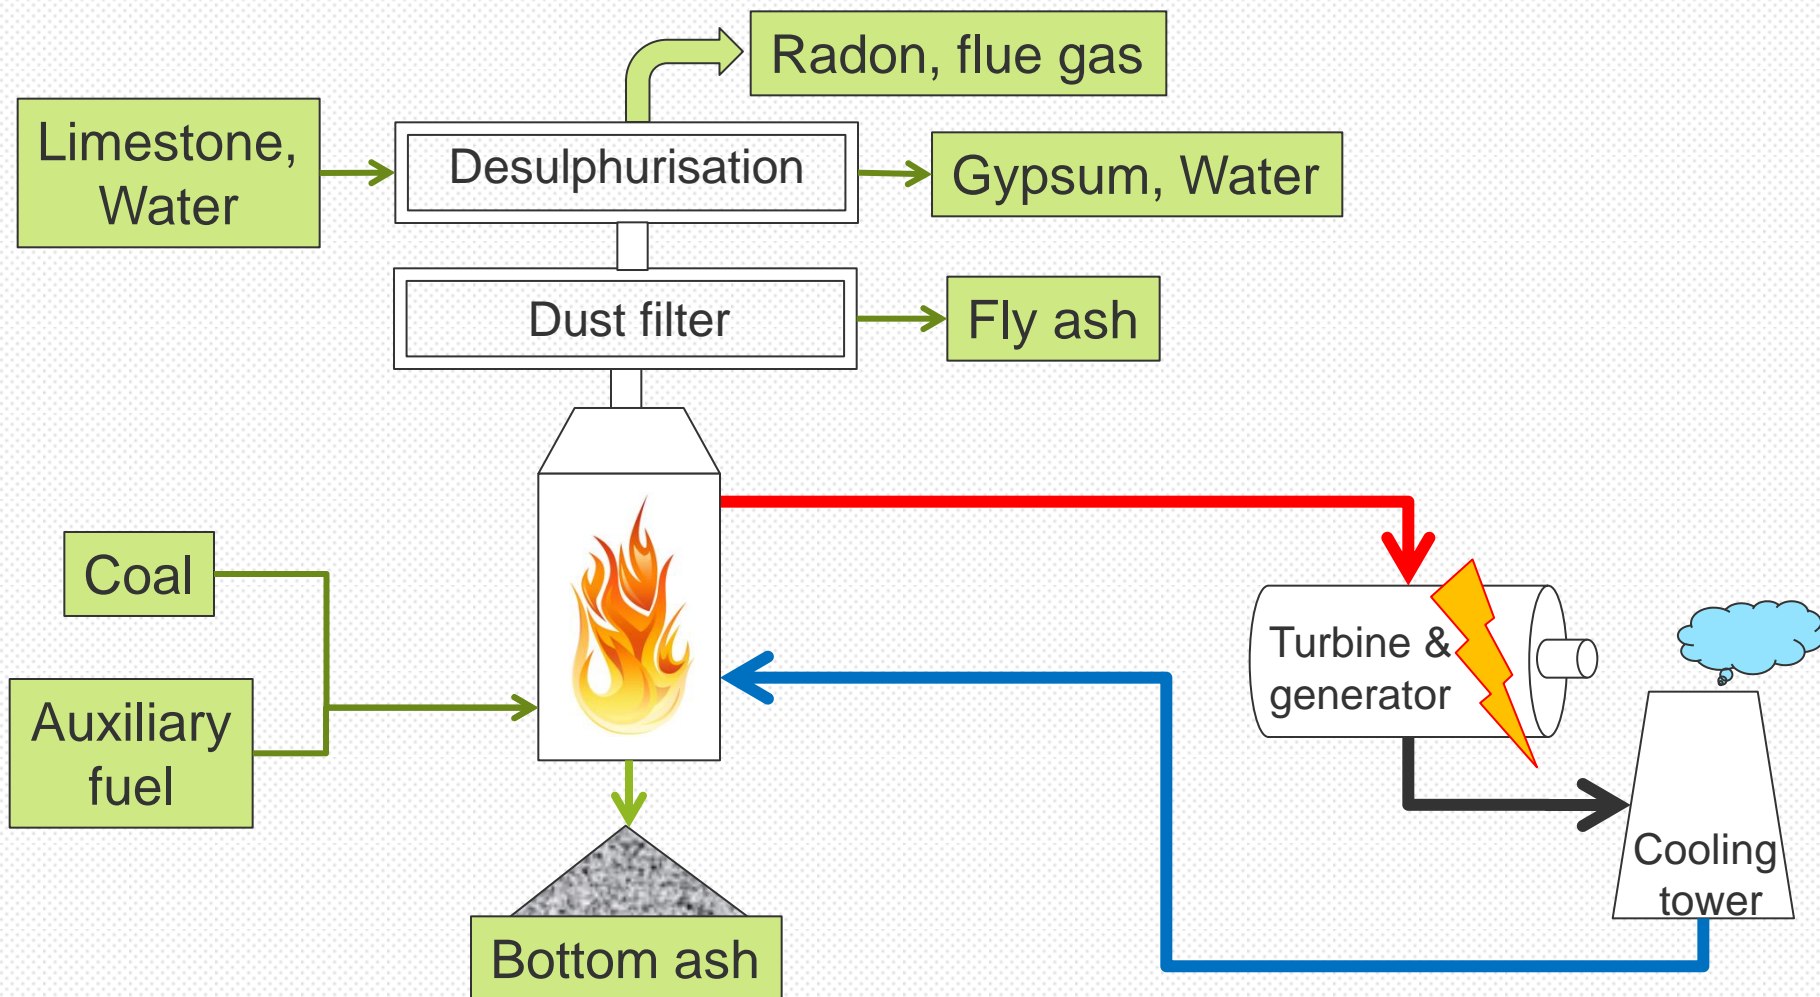 Radon, flue gas
Limestone,
Water
Desulphurisation
Gypsum, Water
Dust filter
Fly ash
Coal
Auxiliary
fuel
Turbine &
generator
Cooling
tower
Bottom ash